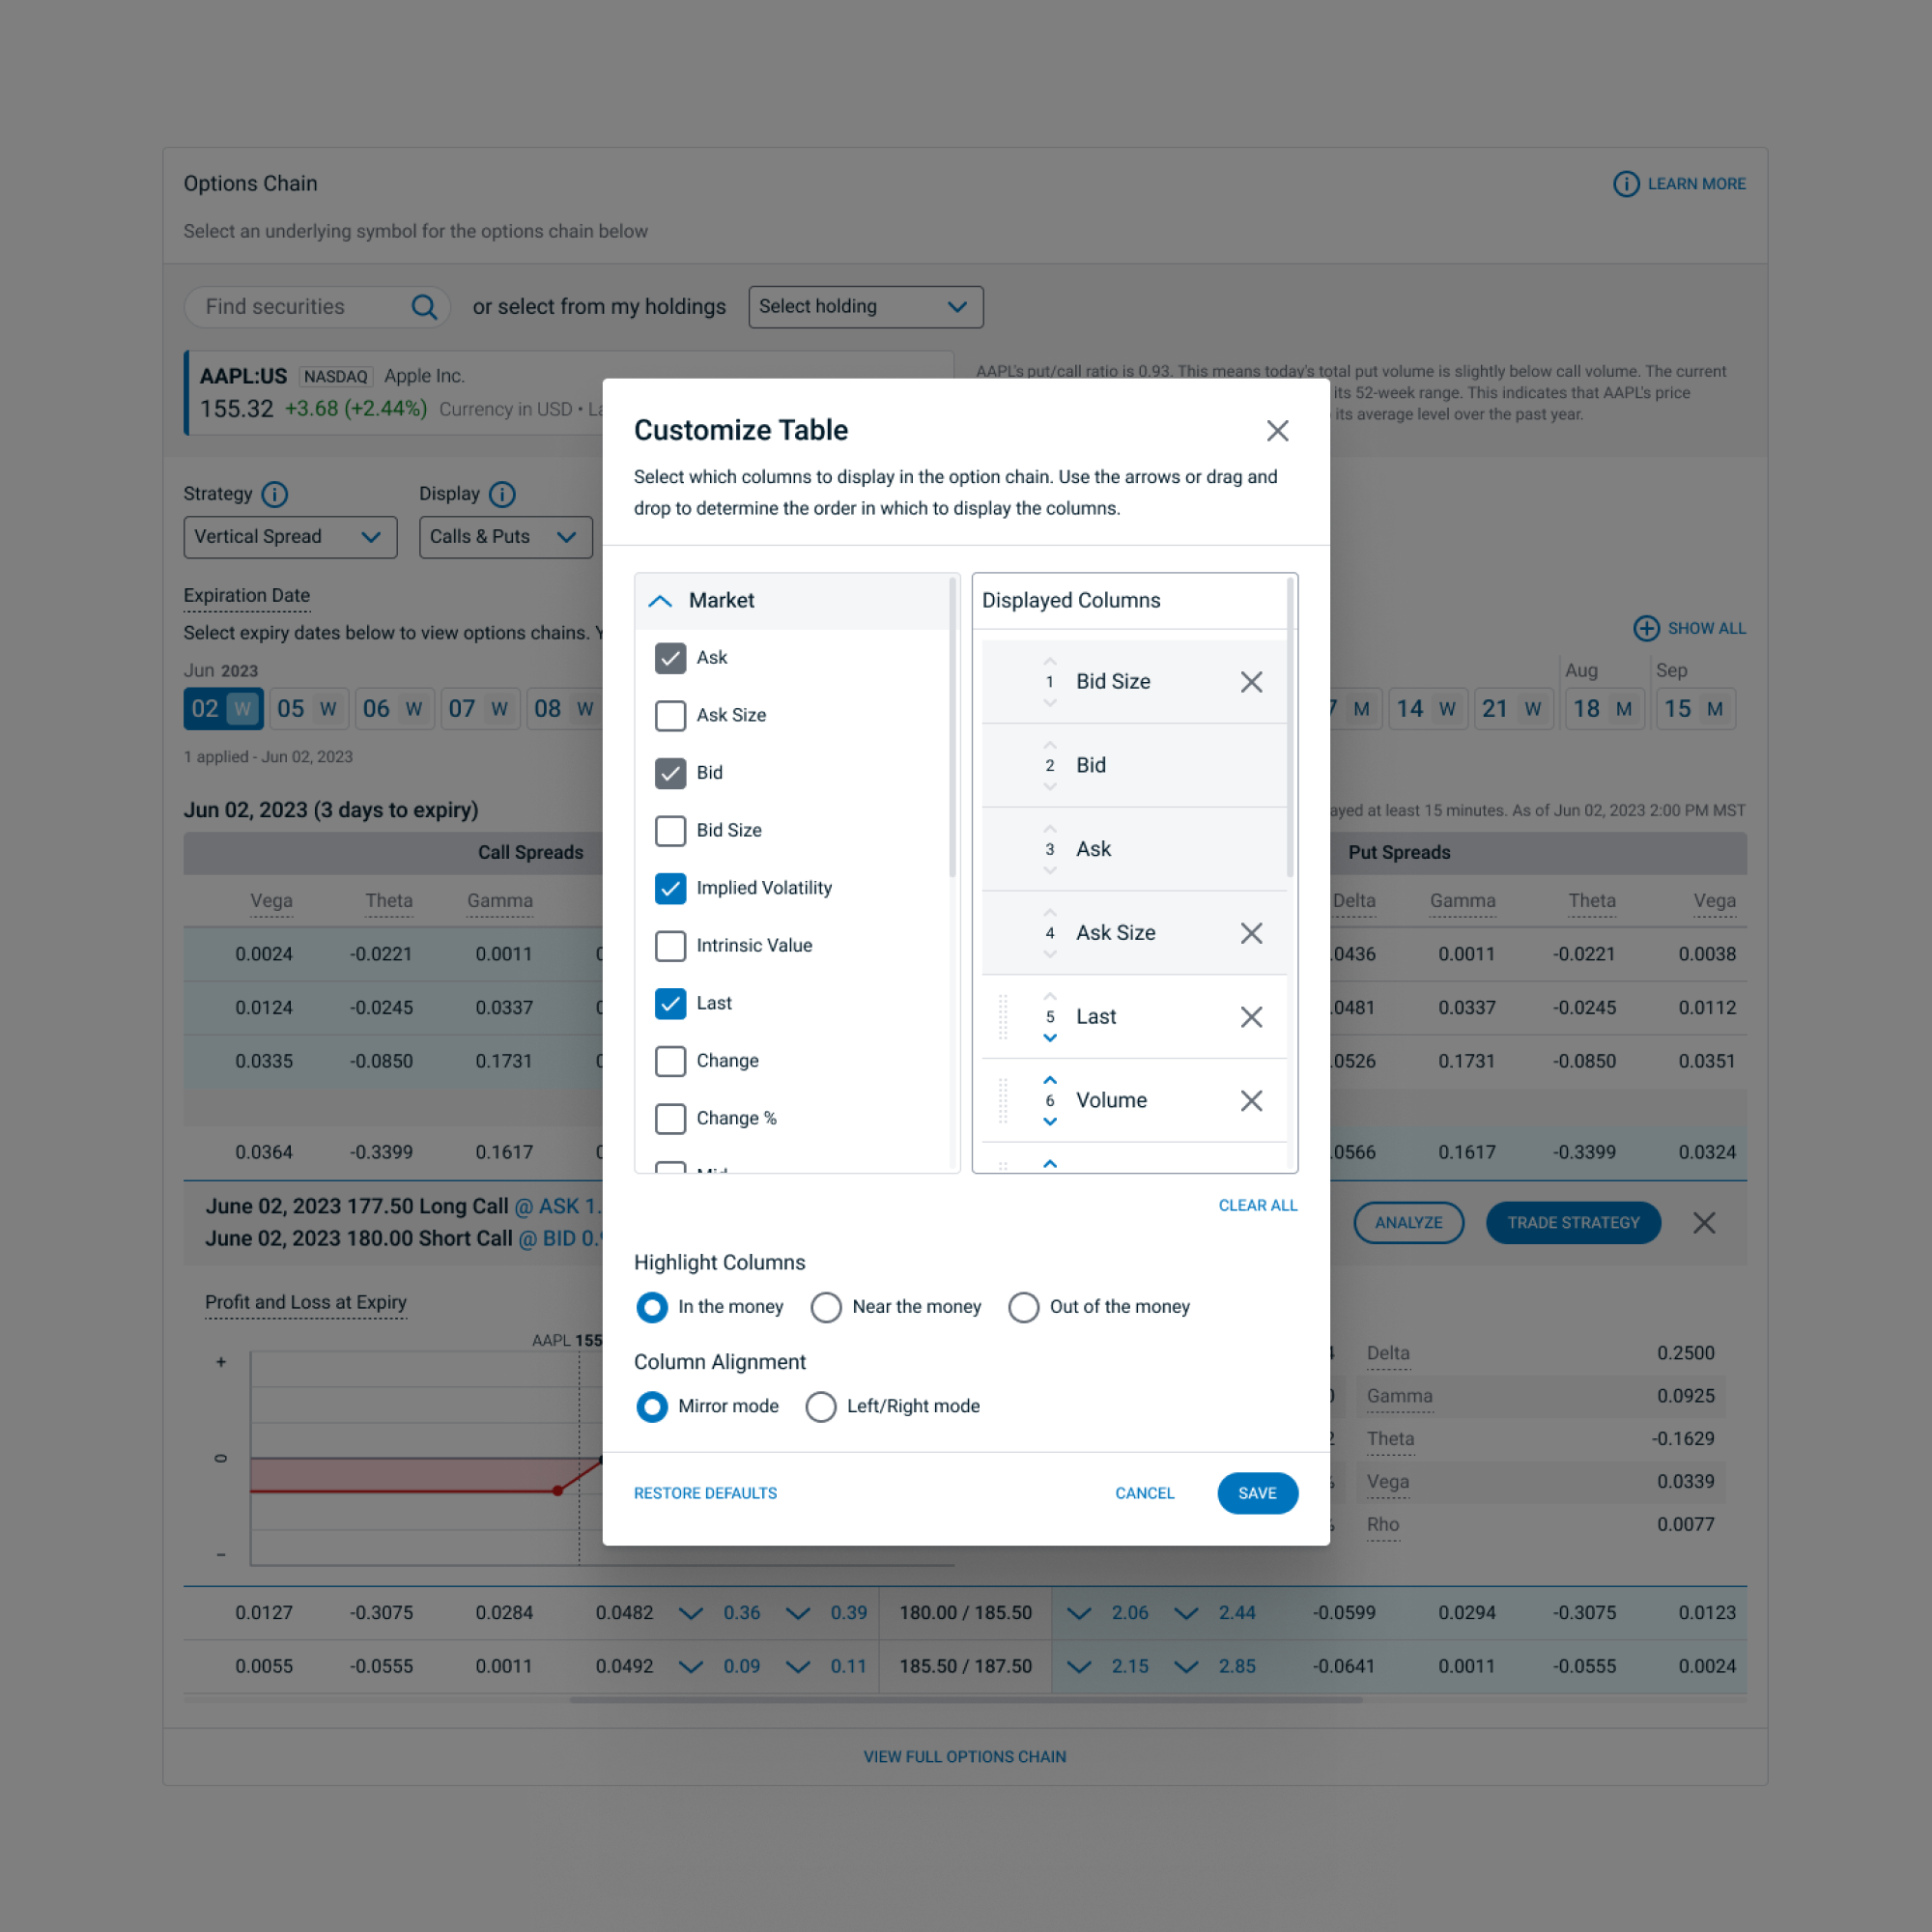 Options Chain
LEARN MORE
Select an underlying symbol for the options chain below
Find securities
or select from my holdings
Select holding
AAPL:US NASDAQ Apple Inc.
155.32 +3.68 (+2.44%) Currency in USD •
AAPL's put/call ratio is 0.93. This means today's total put volume is slightly below call volume. The current
its 52-week range. This indicates that AAPL's price
its average level over the past year.
Strategy
Display
Vertical Spread
Calls & Puts
Expiration Date
Select expiry dates below to view options chains.
SHOW ALL
Jun 2023
Aug
Sep
02 W
05 W
06 W
07 W
08 W
M
14 W
21 W
18 M
15 M
1 applied - Jun 02, 2023
Jun 02, 2023 (3 days to expiry)
at least 15 minutes. As of Jun 02, 2023 2:00 PM MST
Call Spreads
Put Spreads
Vega Theta Gamma
Delta Gamma Theta Vega
0.0024 -0.0221 0.0011
.0436 0.0011 -0.0221 0.0038
0.0124 -0.0245 0.0337
.0481 0.0337 -0.0245 0.0112
0.0335 -0.0850 0.1731
.0526 0.1731 -0.0850 0.0351
0.0364 -0.3399 0.1617
.0566 0.1617 -0.3399 0.0324
June 02, 2023 177.50 Long Call @ ASK 1.
June 02, 2023 180.00 Short Call @ BID 0.
ANALYZE
TRADE STRATEGY
Profit and Loss at Expiry
AAPL 155
+
0
−
Delta 0.2500
Gamma 0.0925
Theta -0.1629
Vega 0.0339
Rho 0.0077
0.0127 -0.3075 0.0284 0.0482 0.36 0.39 180.00 / 185.50 2.06 2.44 -0.0599 0.0294 -0.3075 0.0123
0.0055 -0.0555 0.0011 0.0492 0.09 0.11 185.50 / 187.50 2.15 2.85 -0.0641 0.0011 -0.0555 0.0024
VIEW FULL OPTIONS CHAIN
Customize Table
Select which columns to display in the option chain. Use the arrows or drag and
drop to determine the order in which to display the columns.
Market
Ask
Ask Size
Bid
Bid Size
Implied Volatility
Intrinsic Value
Last
Change
Change %
Displayed Columns
1 Bid Size
2 Bid
3 Ask
4 Ask Size
5 Last
6 Volume
CLEAR ALL
Highlight Columns
In the money
Near the money
Out of the money
Column Alignment
Mirror mode
Left/Right mode
RESTORE DEFAULTS
CANCEL
SAVE